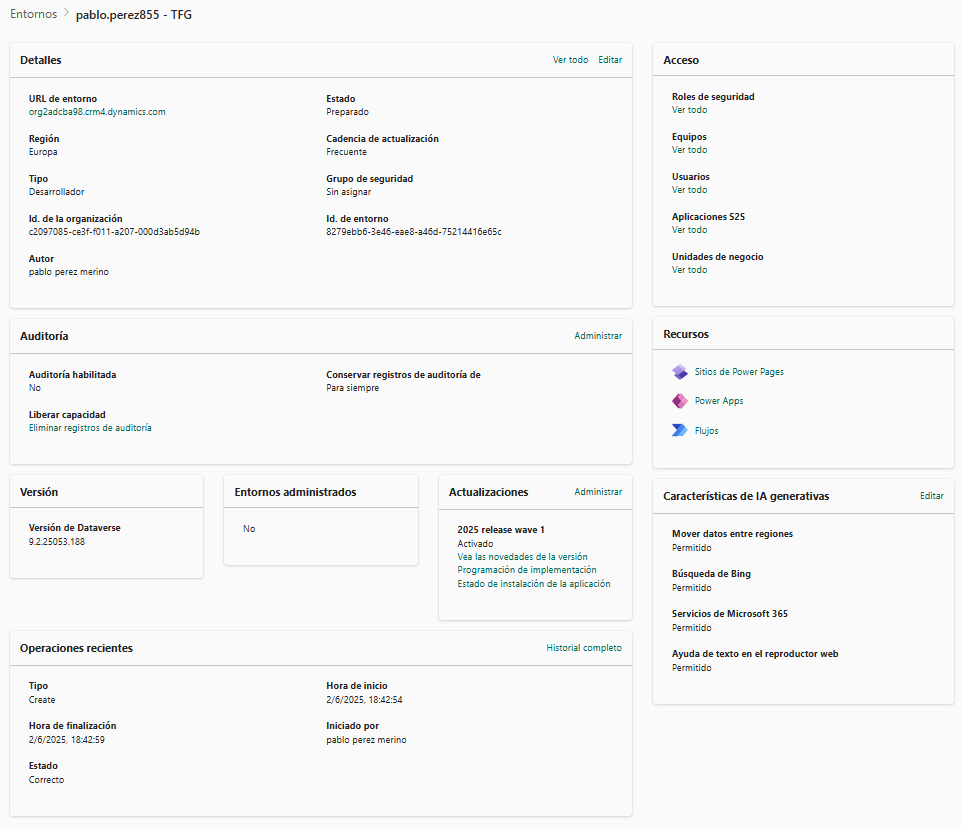 Entornos > pablo.perez855 - TFG
Detalles
Ver todo Editar
URL de entorno
org2adcba98.crm4.dynamics.com
Estado
Preparado
Región
Europa
Cadencia de actualización
Frecuente
Tipo
Desarrollador
Grupo de seguridad
Sin asignar
Id. de la organización
c2097085-ce3f-f011-a207-000d3ab5d94b
Id. de entorno
8279ebb6-3e46-eae8-a46d-75214416e65c
Autor
pablo perez merino
Acceso
Roles de seguridad
Ver todo
Equipos
Ver todo
Usuarios
Ver todo
Aplicaciones S2S
Ver todo
Unidades de negocio
Ver todo
Auditoría
Administrar
Auditoría habilitada
No
Conservar registros de auditoría de
Para siempre
Liberar capacidad
Eliminar registros de auditoría
Recursos
Sitios de Power Pages
Power Apps
Flujos
Versión
Versión de Dataverse
9.2.25053.188
Entornos administrados
No
Actualizaciones
Administrar
2025 release wave 1
Activado
Vea las novedades de la versión
Programación de implementación
Estado de instalación de la aplicación
Características de IA generativas
Editar
Mover datos entre regiones
Permitido
Búsqueda de Bing
Permitido
Servicios de Microsoft 365
Permitido
Ayuda de texto en el reproductor web
Permitido
Operaciones recientes
Historial completo
Tipo
Create
Hora de inicio
2/6/2025, 18:42:54
Hora de finalización
2/6/2025, 18:42:59
Iniciado por
pablo perez merino
Estado
Correcto